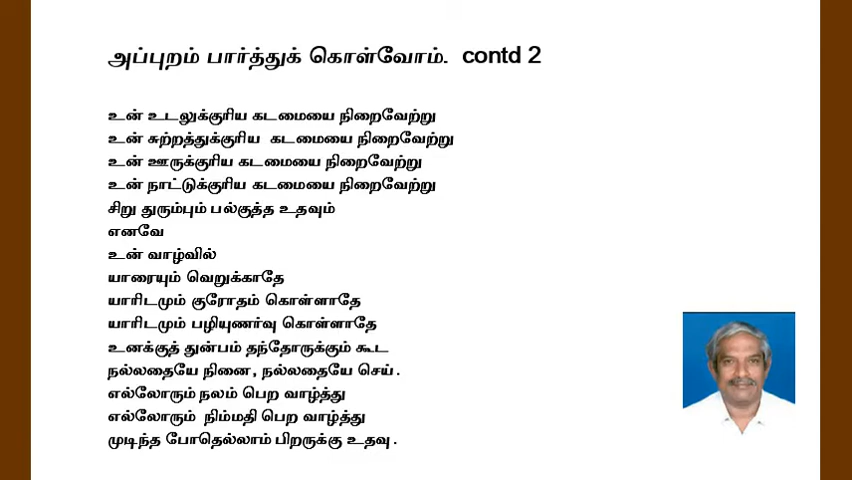 அப்புறம் பார்த்துக் கொள்வோம். contd 2
உன் உடலுக்குரிய கடமையை நிறைவேற்று
உன் சுற்றத்துக்குரிய கடமையை நிறைவேற்று
உன் ஊருக்குரிய கடமையை நிறைவேற்று
உன் நாட்டுக்குரிய கடமையை நிறைவேற்று
சிறு துரும்பும் பல்குத்த உதவும்
எனவே
உன் வாழ்வில்
யாரையும் வெறுக்காதே
யாரிடமும் குரோதம் கொள்ளாதே
யாரிடமும் பழியுணர்வு கொள்ளாதே
உனக்குத் துன்பம் தந்தோருக்கும் கூட
நல்லதையே நினை, நல்லதையே செய்.
எல்லோரும் நலம் பெற வாழ்த்து
எல்லோரும் நிம்மதி பெற வாழ்த்து
முடிந்த போதெல்லாம் பிறருக்கு உதவு.